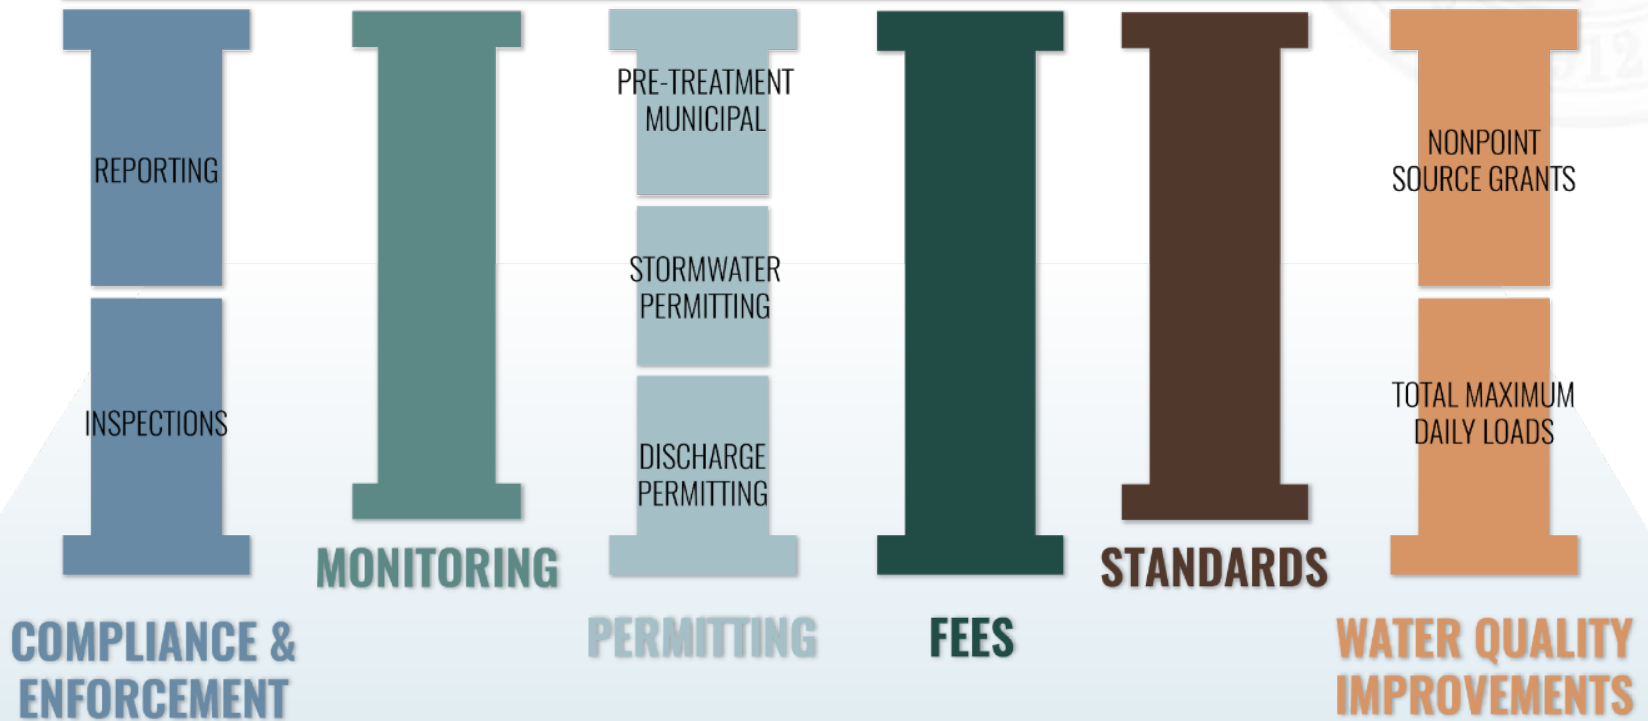 REPORTING
INSPECTIONS
COMPLIANCE &
ENFORCEMENT
MONITORING
PRE-TREATMENT
MUNICIPAL
STORMWATER
PERMITTING
DISCHARGE
PERMITTING
PERMITTING
FEES
STANDARDS
NONPOINT
SOURCE GRANTS
TOTAL MAXIMUM
DAILY LOADS
WATER QUALITY
IMPROVEMENTS